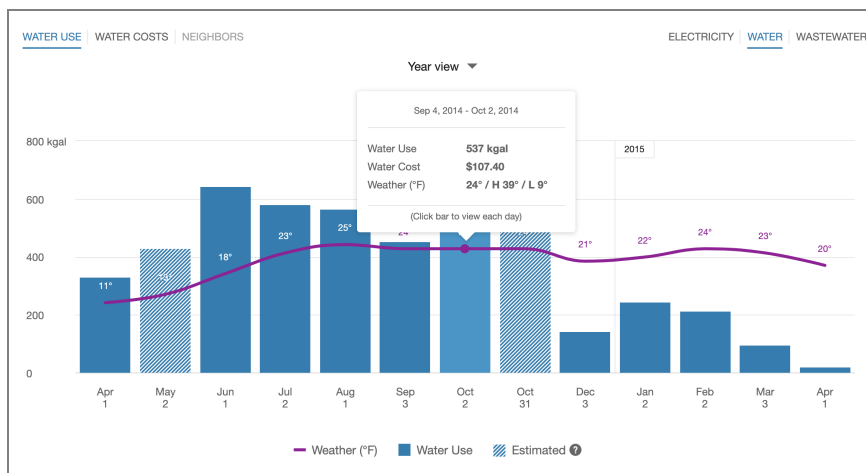 WATER USE WATER COSTS NEIGHBORS ELECTRICITY WATER WASTEWATER
Year view
Sep 4, 2014 - Oct 2, 2014
Water Use 537 kgal
Water Cost $107.40
Weather (°F) 24° / H 39° / L 9°
(Click bar to view each day)
2015
800 kgal
600
400
200
0
11°
18°
23°
25°
24°
21°
22°
24°
23°
20°
Apr 1
May 2
Jun 1
Jul 2
Aug 1
Sep 3
Oct 2
Oct 31
Dec 3
Jan 2
Feb 2
Mar 3
Apr 1
Weather (°F) Water Use Estimated ?